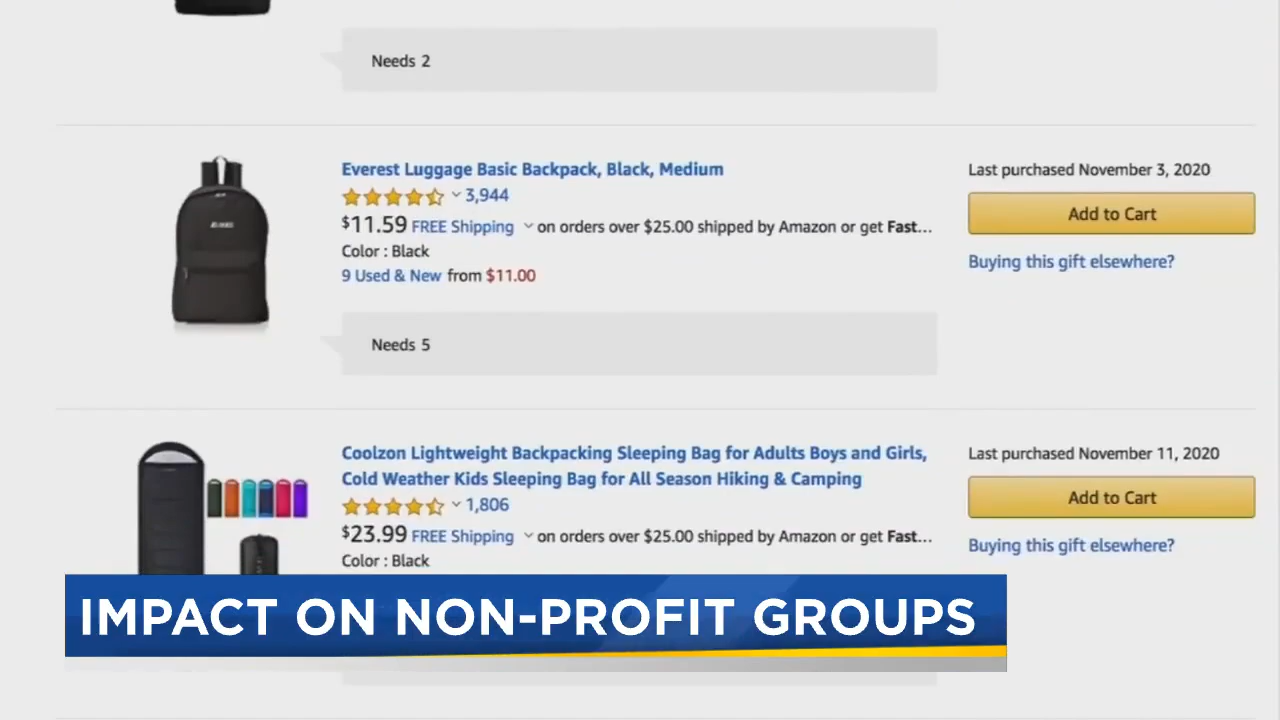 Needs 2
Everest Luggage Basic Backpack, Black, Medium
3,944
$11.59 FREE Shipping on orders over $25.00 shipped by Amazon or get Fast...
Color : Black
9 Used & New from $11.00
Last purchased November 3, 2020
Add to Cart
Buying this gift elsewhere?
Needs 5
Coolzon Lightweight Backpacking Sleeping Bag for Adults Boys and Girls,
Cold Weather Kids Sleeping Bag for All Season Hiking & Camping
1,806
$23.99 FREE Shipping on orders over $25.00 shipped by Amazon or get Fast...
Color : Black
Last purchased November 11, 2020
Add to Cart
Buying this gift elsewhere?
IMPACT ON NON-PROFIT GROUPS